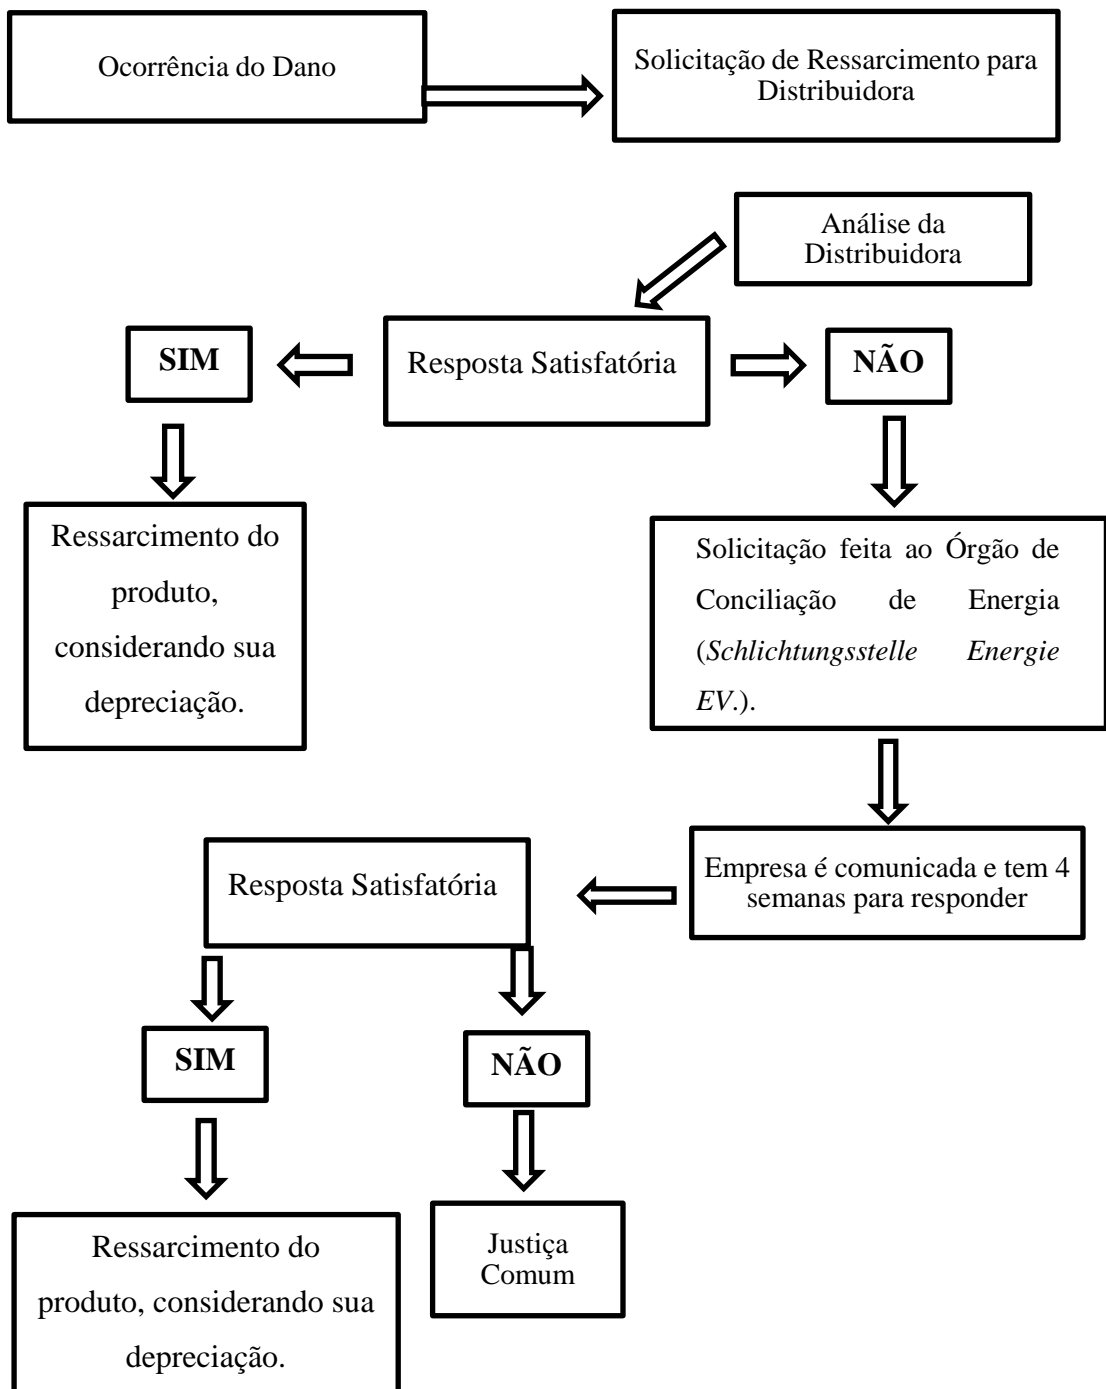 Ocorrência do Dano
Solicitação de Ressarcimento para
Distribuidora
Análise da
Distribuidora
SIM
Resposta Satisfatória
NÃO
Ressarcimento do
produto,
considerando sua
depreciação.
Solicitação feita ao Órgão de
Conciliação de Energia
(Schlichtungsstelle Energie
EV.).
Empresa é comunicada e tem 4
semanas para responder
Resposta Satisfatória
SIM
NÃO
Ressarcimento do
produto, considerando sua
depreciação.
Justiça
Comum